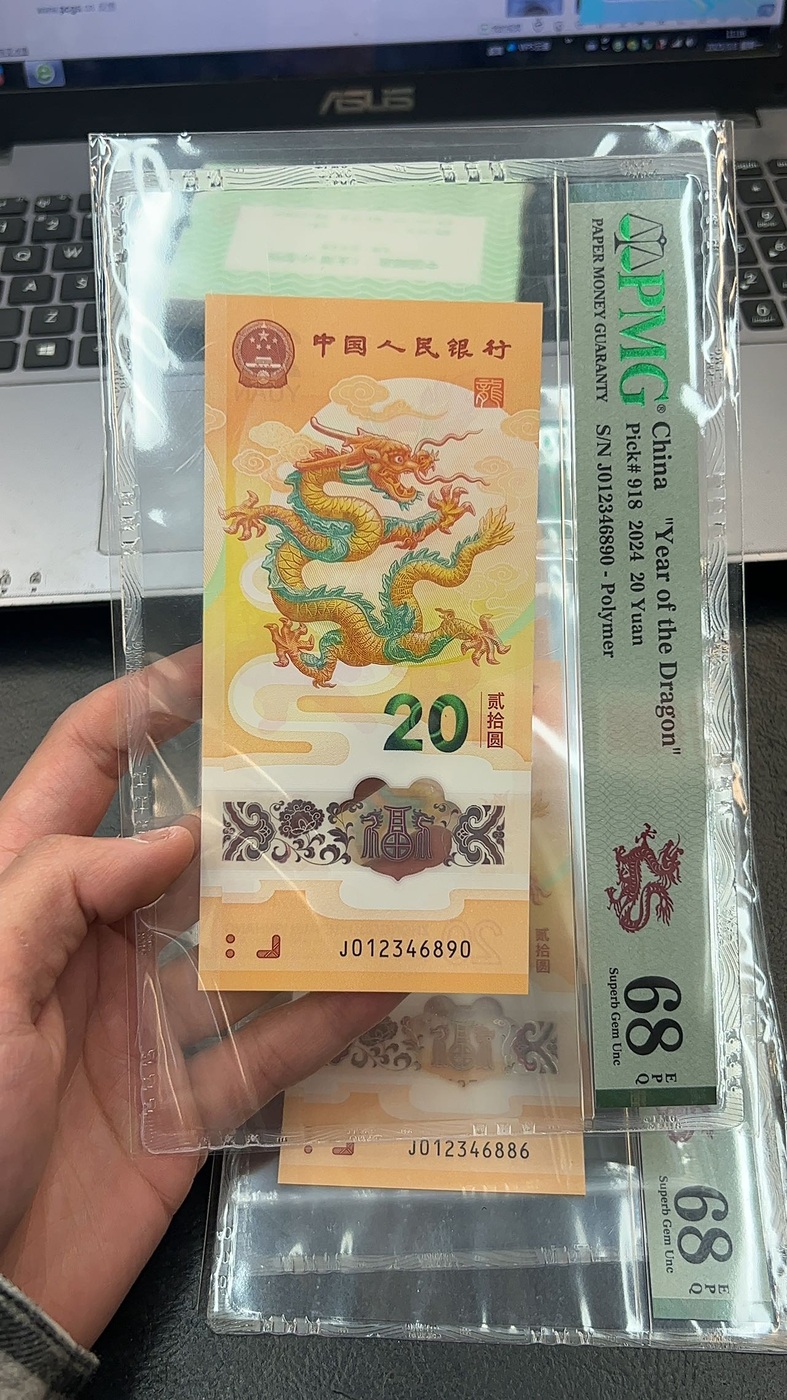 ASUS
中国人民银行
龍
20
贰拾圆
J012346890
PMG®
PAPER MONEY GUARANTY
China "Year of the Dragon"
Pick# 918 2024 20 Yuan
S/N J012346890 - Polymer
68
EPQ
Superb Gem Unc
贰拾圆
J012346886
68
EPQ
Superb Gem Unc